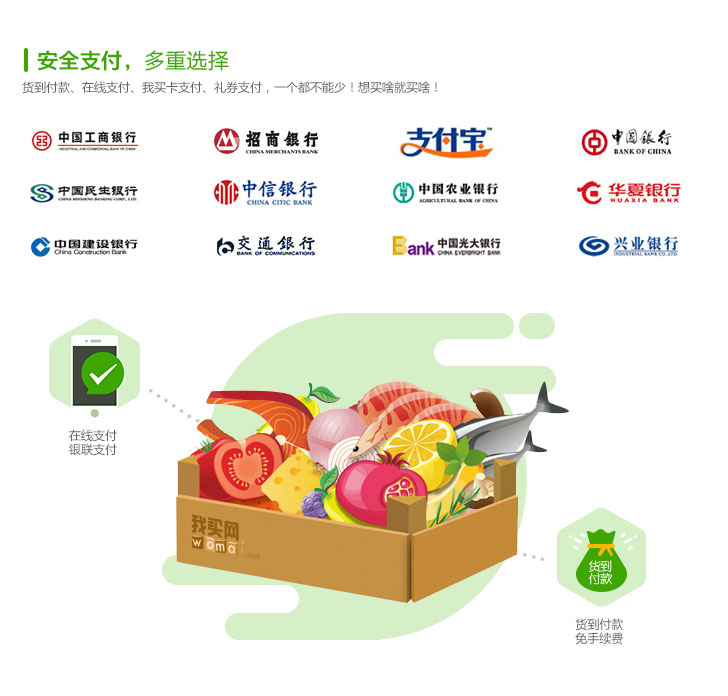 安全支付，多重选择
货到付款、在线支付、我买卡支付、礼券支付，一个都不能少！想买啥就买啥！
中国工商银行
INDUSTRIAL AND COMMERCIAL BANK OF CHINA
招商银行
CHINA MERCHANTS BANK
支付宝™
中国银行
BANK OF CHINA
中国民生银行
CHINA MINSHENG BANKING CORP., LTD.
中信银行
CHINA CITIC BANK
中国农业银行
AGRICULTURAL BANK OF CHINA
华夏银行
HUAXIA BANK
中国建设银行
China Construction Bank
交通银行
BANK OF COMMUNICATIONS
Bank 中国光大银行
CHINA EVERBRIGHT BANK
兴业银行
INDUSTRIAL BANK CO.,LTD.
在线支付
银联支付
我买网
womai.com
货到
付款
货到付款
免手续费